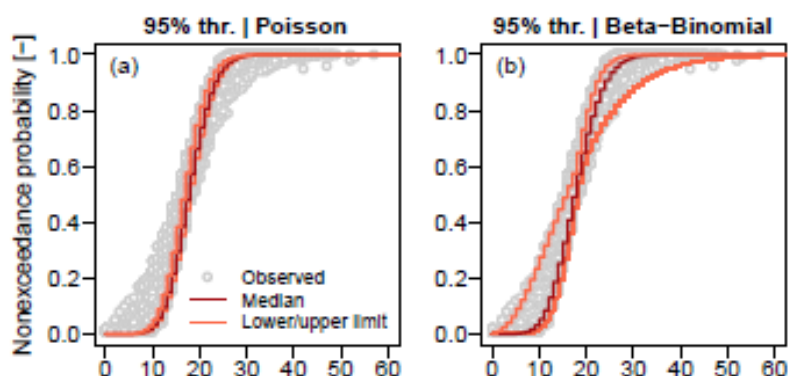 95% thr. | Poisson
95% thr. | Beta−Binomial
Nonexceedance probability [−]
(a)
1.0
0.8
0.6
0.4
0.2
0.0
Observed
Median
Lower/upper limit
0 10 20 30 40 50 60
(b)
1.0
0.8
0.6
0.4
0.2
0.0
0 10 20 30 40 50 60